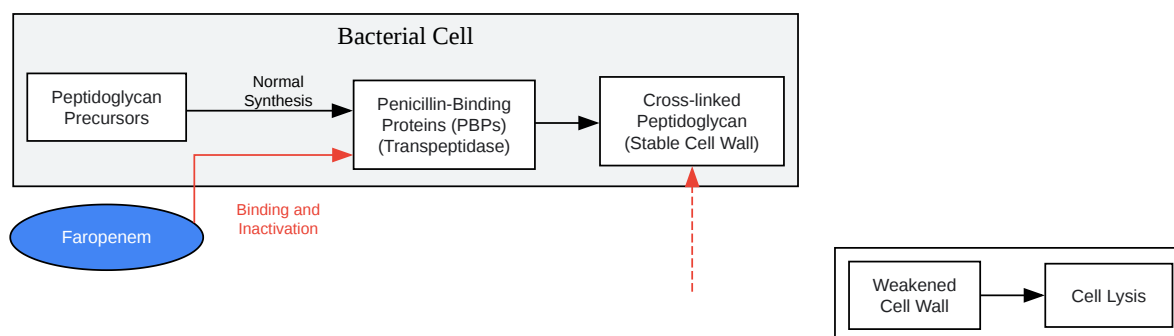 Bacterial Cell
Peptidoglycan
Precursors
Normal
Synthesis
Penicillin-Binding
Proteins (PBPs)
(Transpeptidase)
Cross-linked
Peptidoglycan
(Stable Cell Wall)
Faropenem
Binding and
Inactivation
Weakened
Cell Wall
Cell Lysis